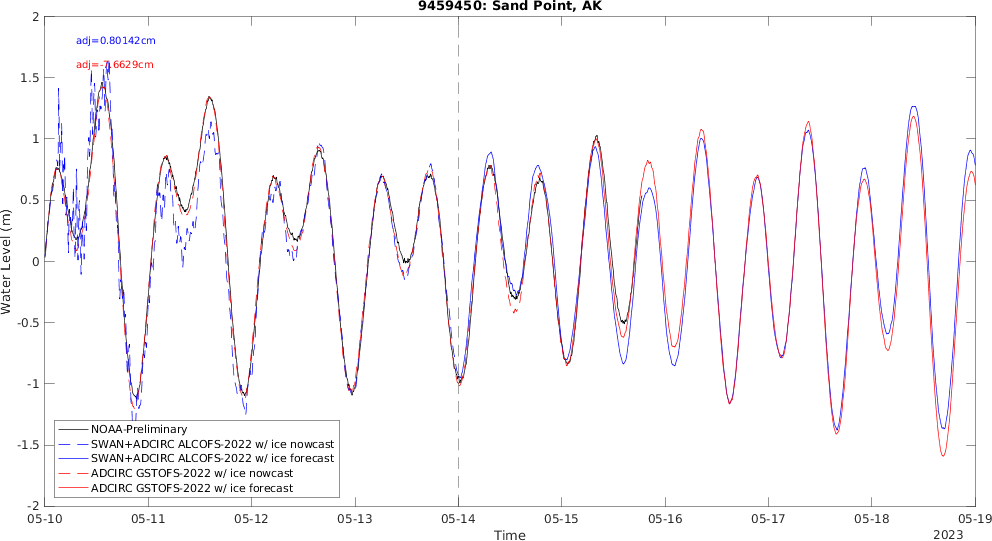 9459450: Sand Point, AK
2
1.5
1
0.5
0
-0.5
-1
-1.5
-2
Water Level (m)
adj=0.80142cm
adj=-7.6629cm
NOAA-Preliminary
SWAN+ADCIRC ALCOFS-2022 w/ ice nowcast
SWAN+ADCIRC ALCOFS-2022 w/ ice forecast
ADCIRC GSTOFS-2022 w/ ice nowcast
ADCIRC GSTOFS-2022 w/ ice forecast
05-10 05-11 05-12 05-13 05-14 05-15 05-16 05-17 05-18 05-19
Time
2023